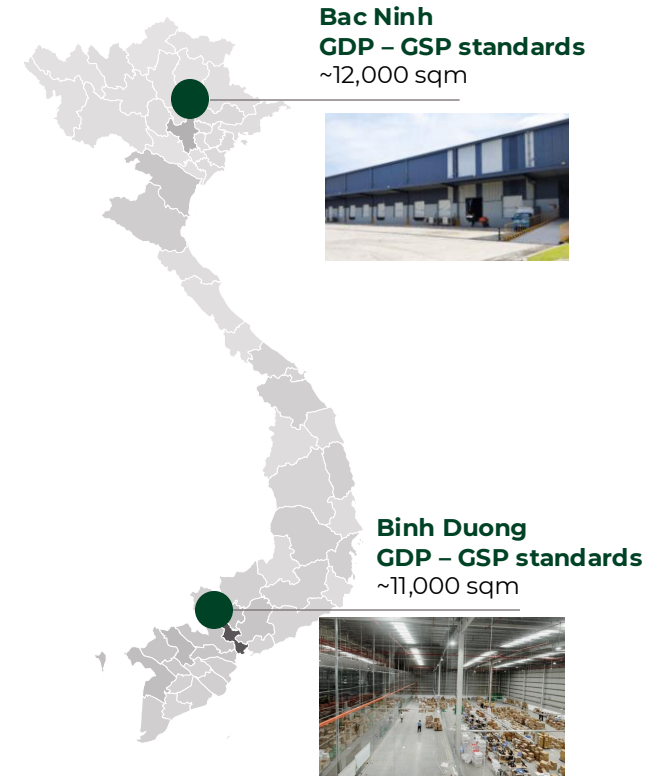 Bac Ninh
GDP – GSP standards
~12,000 sqm
Binh Duong
GDP – GSP standards
~11,000 sqm